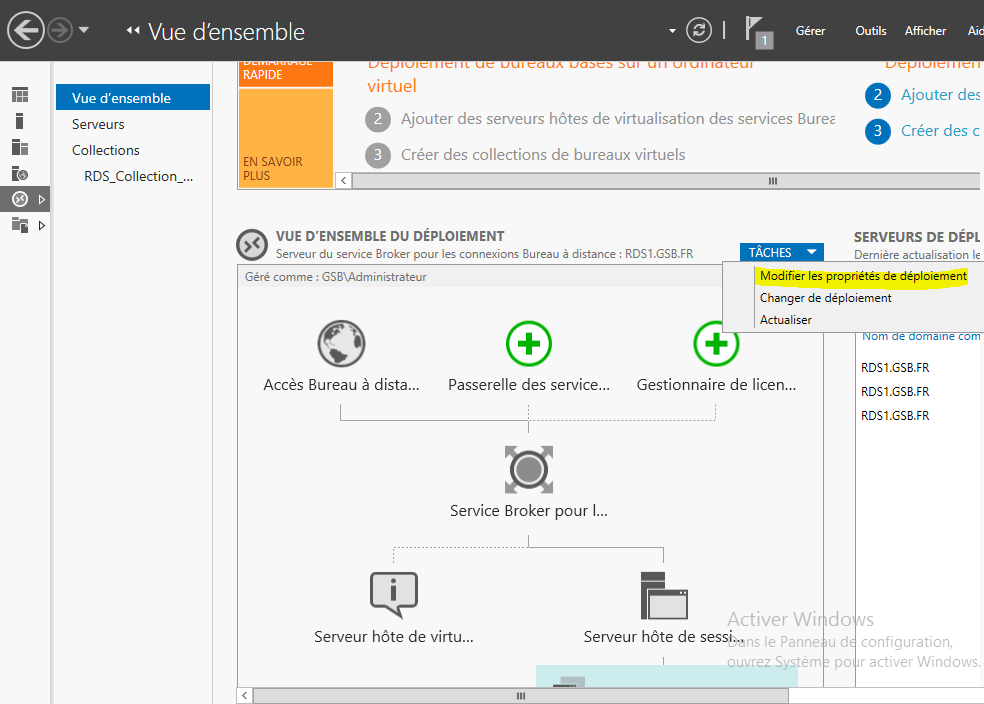 Vue d'ensemble
1
Gérer
Outils
Afficher
Aid
DÉMARRAGE
RAPIDE
EN SAVOIR
PLUS
Déploiement de bureaux basés sur un ordinateur
virtuel
2 Ajouter des serveurs hôtes de virtualisation des services Burea
3 Créer des collections de bureaux virtuels
Déploiemen
2 Ajouter des
3 Créer des c
Vue d'ensemble
Serveurs
Collections
RDS_Collection_...
VUE D'ENSEMBLE DU DÉPLOIEMENT
Serveur du service Broker pour les connexions Bureau à distance : RDS1.GSB.FR
Géré comme : GSB\Administrateur
TÂCHES
Modifier les propriétés de déploiement
Changer de déploiement
Actualiser
SERVEURS DE DÉPL
Dernière actualisation le
Nom de domaine com
RDS1.GSB.FR
RDS1.GSB.FR
RDS1.GSB.FR
Accès Bureau à dista...
Passerelle des service...
Gestionnaire de licen...
Service Broker pour l...
Serveur hôte de virtu...
Serveur hôte de sessi...
Activer Windows
Dans le Panneau de configuration,
ouvrez Système pour activer Windows.